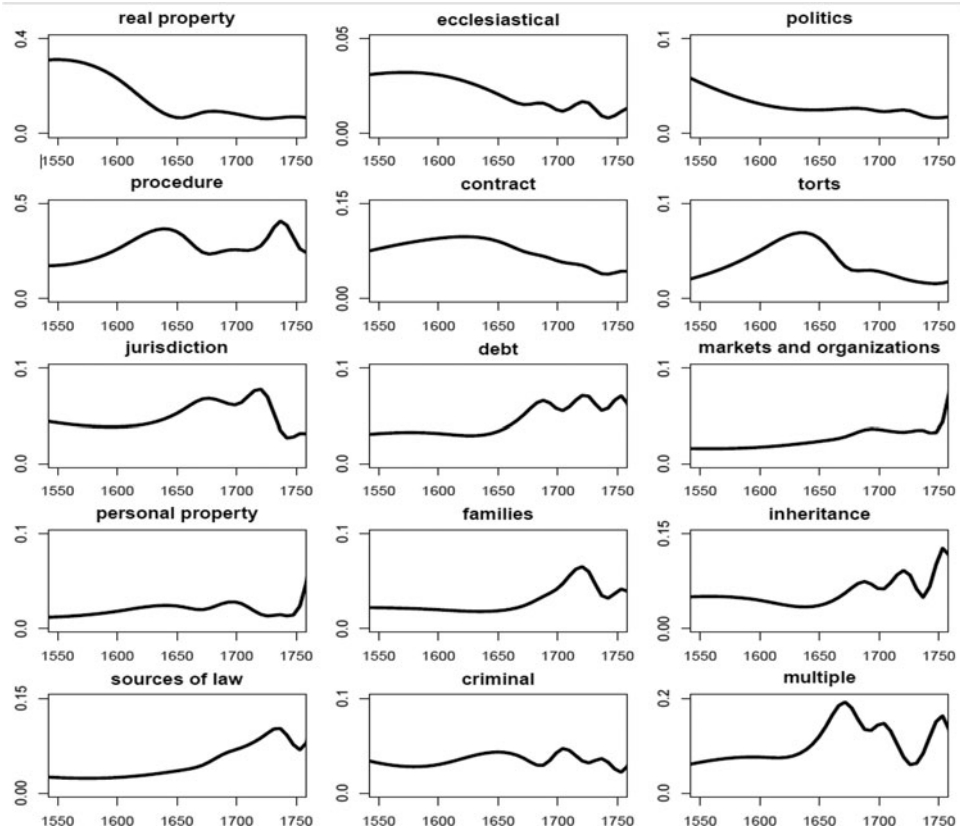 real property ecclesiastical politics
0.4 0.05 0.1
0.0 0.00 0.0
1550 1600 1650 1700 1750 1550 1600 1650 1700 1750 1550 1600 1650 1700 1750
procedure contract torts
0.5 0.15 0.1
0.0 0.00 0.0
1550 1600 1650 1700 1750 1550 1600 1650 1700 1750 1550 1600 1650 1700 1750
jurisdiction debt markets and organizations
0.1 0.1 0.1
0.0 0.0 0.0
1550 1600 1650 1700 1750 1550 1600 1650 1700 1750 1550 1600 1650 1700 1750
personal property families inheritance
0.1 0.1 0.15
0.0 0.0 0.00
1550 1600 1650 1700 1750 1550 1600 1650 1700 1750 1550 1600 1650 1700 1750
sources of law criminal multiple
0.15 0.1 0.2
0.00 0.0 0.0
1550 1600 1650 1700 1750 1550 1600 1650 1700 1750 1550 1600 1650 1700 1750